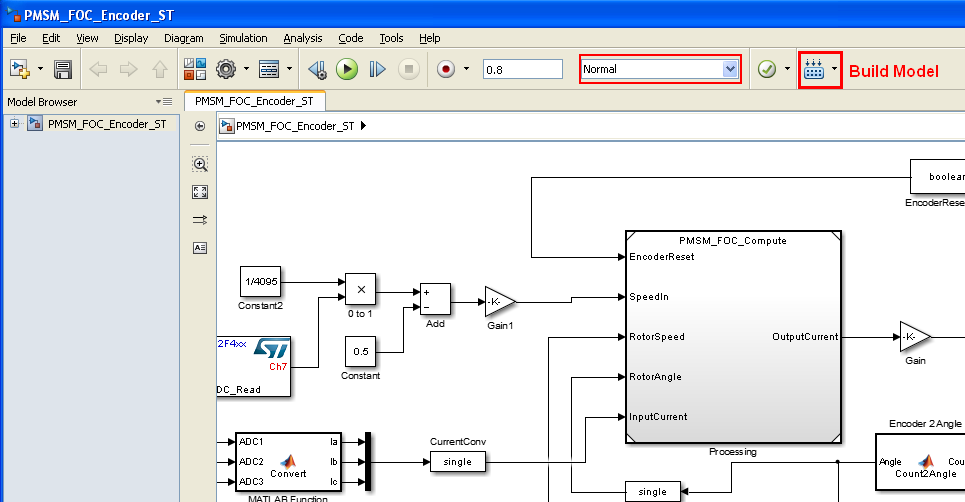 PMSM_FOC_Encoder_ST
File Edit View Display Diagram Simulation Analysis Code Tools Help
0.8 Normal Build Model
Model Browser
PMSM_FOC_Encoder_ST
PMSM_FOC_Encoder_ST
PMSM_FOC_Encoder_ST
boolean
EncoderRese
PMSM_FOC_Compute
EncoderReset
SpeedIn
RotorSpeed
RotorAngle
InputCurrent
OutputCurrent
Processing
1/4095
Constant2
×
0 to 1
+
−
Add
-K-
Gain1
0.5
Constant
-K-
Gain
2F4xx ST
Ch7
DC_Read
ADC1 Ia
ADC2 Ib
ADC3 Ic
Convert
MATLAB Function
CurrentConv
single
single
Encoder 2 Angle
Angle Cou
Count2Angle